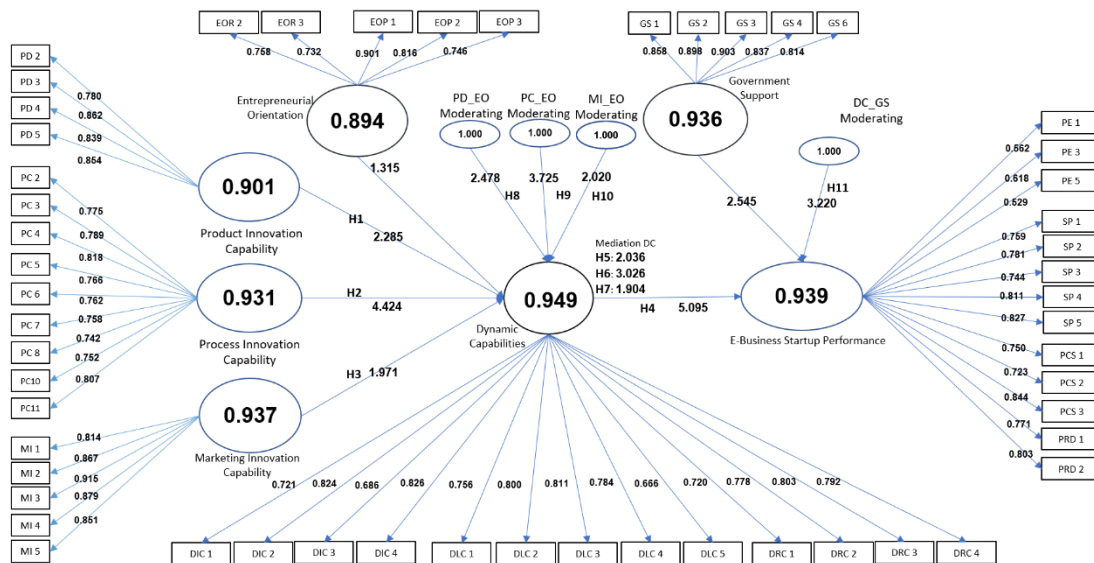 EOR 2
EOR 3
EOP 1
EOP 2
EOP 3
0.758
0.732
0.901
0.816
0.746
Entrepreneurial
Orientation
0.894
1.315
GS 1
GS 2
GS 3
GS 4
GS 6
0.858
0.898
0.903
0.837
0.814
Government
Support
0.936
2.545
PD_EO
Moderating
1.000
2.478
H8
PC_EO
Moderating
1.000
3.725
H9
MI_EO
Moderating
1.000
2.020
H10
DC_GS
Moderating
1.000
H11
3.220
PD 2
PD 3
PD 4
PD 5
0.780
0.862
0.839
0.854
0.901
Product Innovation
Capability
H1
2.285
PC 2
PC 3
PC 4
PC 5
PC 6
PC 7
PC 8
PC10
PC11
0.775
0.789
0.818
0.766
0.762
0.758
0.742
0.752
0.807
0.931
Process Innovation
Capability
H2
4.424
MI 1
MI 2
MI 3
MI 4
MI 5
0.814
0.867
0.915
0.879
0.851
0.937
Marketing Innovation
Capability
H3
1.971
Mediation DC
H5: 2.036
H6: 3.026
H7: 1.904
0.949
Dynamic
Capabilities
H4
5.095
0.939
E-Business Startup Performance
PE 1
PE 3
PE 5
SP 1
SP 2
SP 3
SP 4
SP 5
PCS 1
PCS 2
PCS 3
PRD 1
PRD 2
0.562
0.618
0.529
0.759
0.781
0.744
0.811
0.827
0.750
0.723
0.844
0.771
0.803
0.721
0.824
0.686
0.826
0.756
0.800
0.811
0.784
0.666
0.720
0.778
0.803
0.792
DIC 1
DIC 2
DIC 3
DIC 4
DLC 1
DLC 2
DLC 3
DLC 4
DLC 5
DRC 1
DRC 2
DRC 3
DRC 4